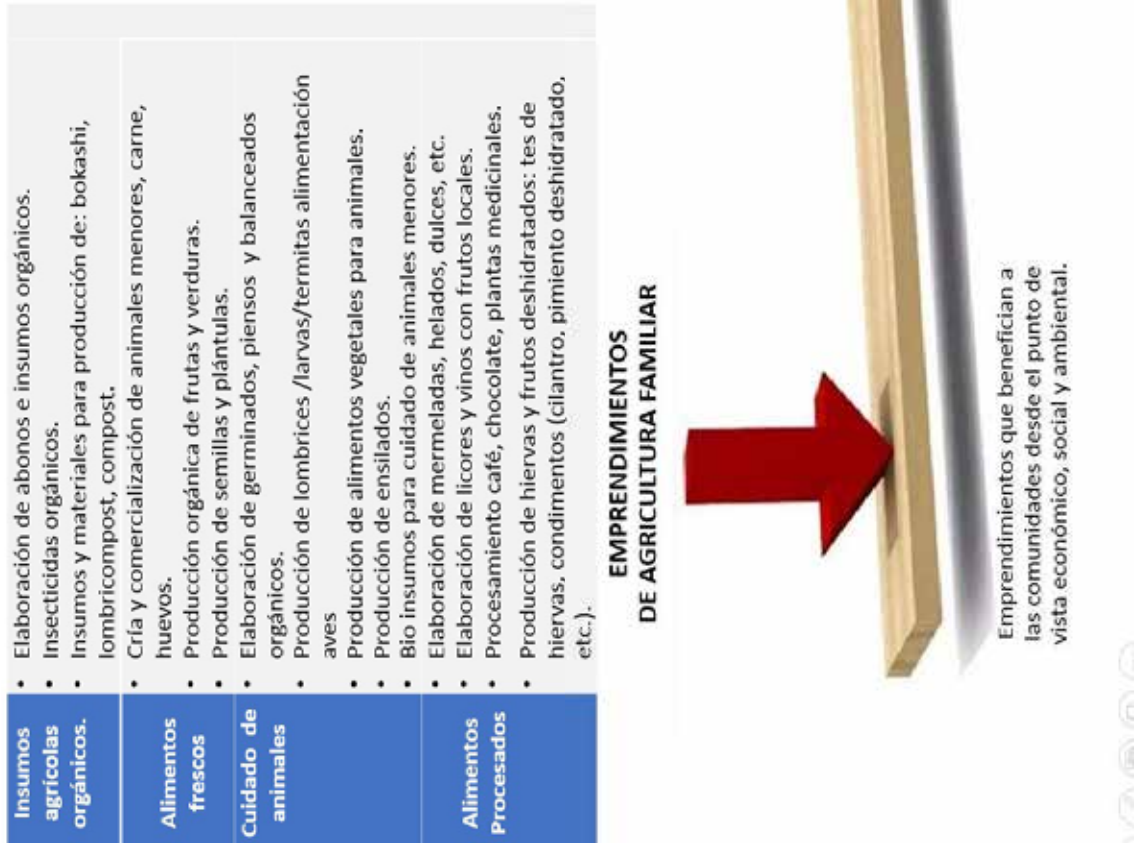 Insumos
agrícolas
orgánicos.
• Elaboración de abonos e insumos orgánicos.
• Insecticidas orgánicos.
• Insumos y materiales para producción de: bokashi,
lombricompost, compost.
Alimentos
frescos
• Cría y comercialización de animales menores, carne,
huevos.
• Producción orgánica de frutas y verduras.
• Producción de semillas y plántulas.
Cuidado de
animales
• Elaboración de germinados, piensos y balanceados
orgánicos.
• Producción de lombrices /larvas/termitas alimentación
aves
• Producción de alimentos vegetales para animales.
• Producción de ensilados.
• Bio insumos para cuidado de animales menores.
Alimentos
Procesados
• Elaboración de mermeladas, helados, dulces, etc.
• Elaboración de licores y vinos con frutos locales.
• Procesamiento café, chocolate, plantas medicinales.
• Producción de hiervas y frutos deshidratados: tes de
hiervas, condimentos (cilantro, pimiento deshidratado,
etc.).
EMPRENDIMIENTOS
DE AGRICULTURA FAMILIAR
Emprendimientos que benefician a
las comunidades desde el punto de
vista económico, social y ambiental.